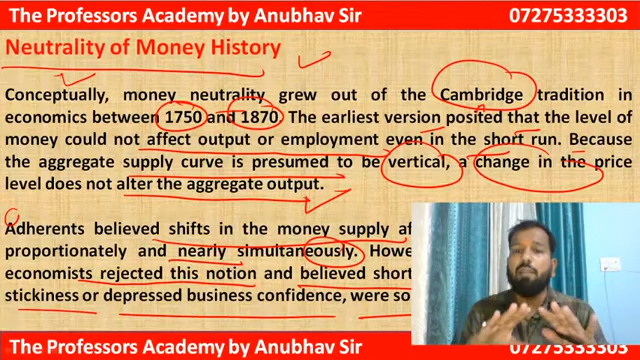 The Professors Academy by Anubhav Sir 07275333303
Neutrality of Money History
Conceptually, money neutrality grew out of the Cambridge tradition in
economics between 1750 and 1870. The earliest version posited that the level of
money could not affect output or employment even in the short run. Because
the aggregate supply curve is presumed to be vertical, a change in the price
level does not alter the aggregate output.
Adherents believed shifts in the money supply
proportionately and nearly simultaneously.
economists rejected this notion and believed short
stickiness or depressed business confidence, were so
The Professors Academy by Anubhav Sir 07275333303